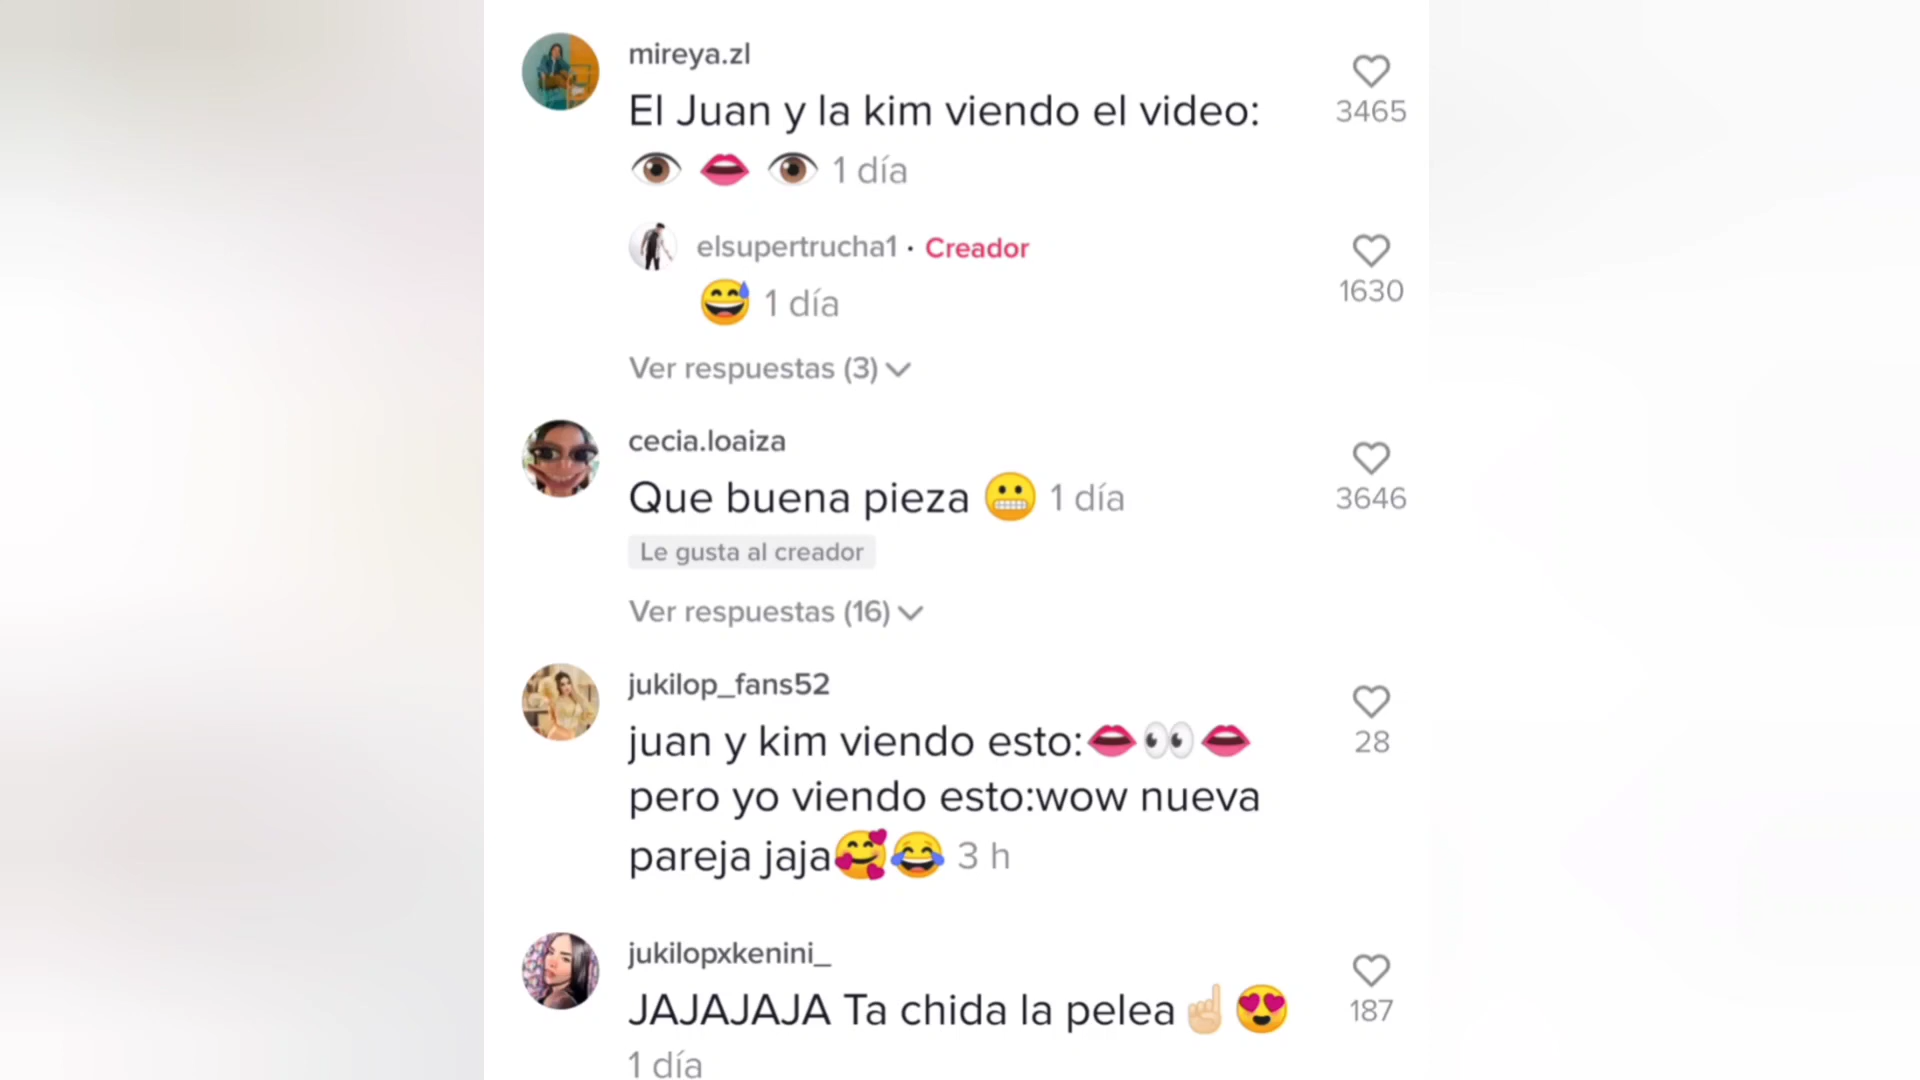 mireya.zl
El Juan y la kim viendo el video:
3465
👁️ 👄 👁️ 1 día
elsupertrucha1 · Creador
😅 1 día
1630
Ver respuestas (3)
cecia.loaiza
Que buena pieza 😬 1 día
3646
Le gusta al creador
Ver respuestas (16)
jukilop_fans52
juan y kim viendo esto:👄👀👄
28
pero yo viendo esto:wow nueva
pareja jaja🥰😂 3 h
jukilopxkenini_
JAJAJAJA Ta chida la pelea☝🏻😍
187
1 día